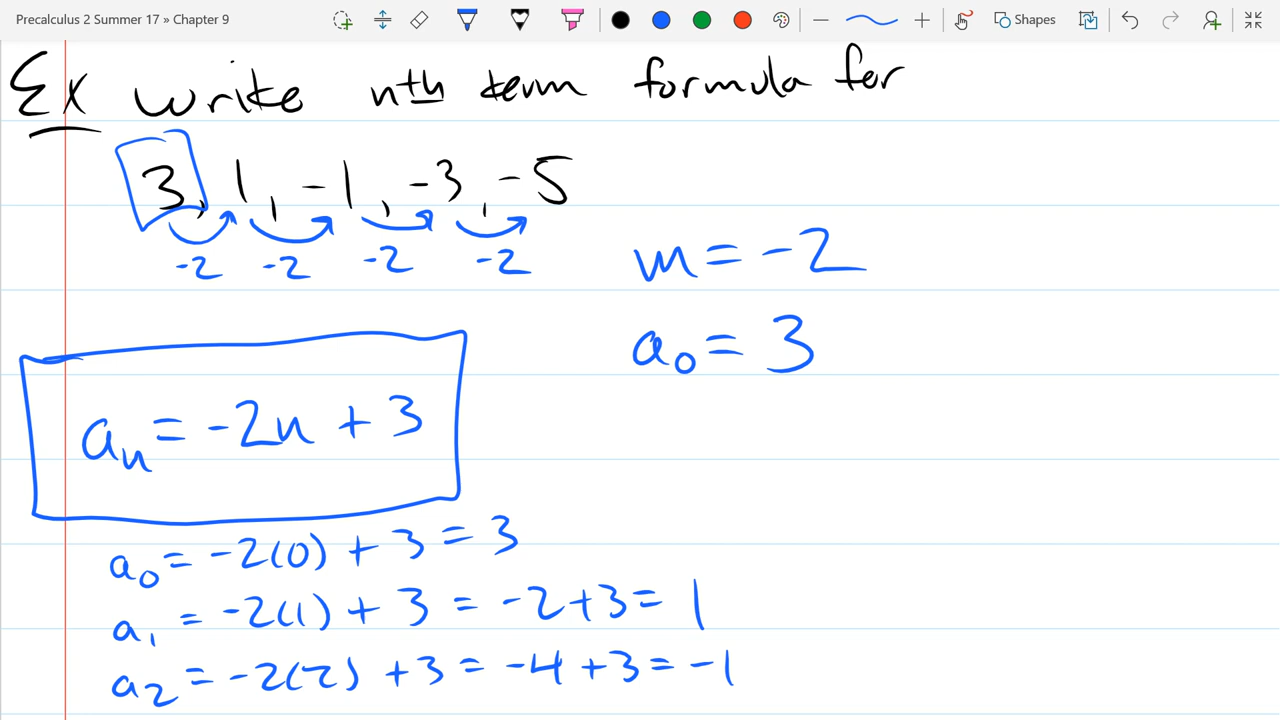 Precalculus 2 Summer 17 » Chapter 9
Shapes
Ex Write nth term formula for
3, 1, -1, -3, -5
-2 -2 -2 -2
m = -2
a₀ = 3
aₙ = -2n + 3
a₀ = -2(0) + 3 = 3
a₁ = -2(1) + 3 = -2+3 = 1
a₂ = -2(2) + 3 = -4 + 3 = -1